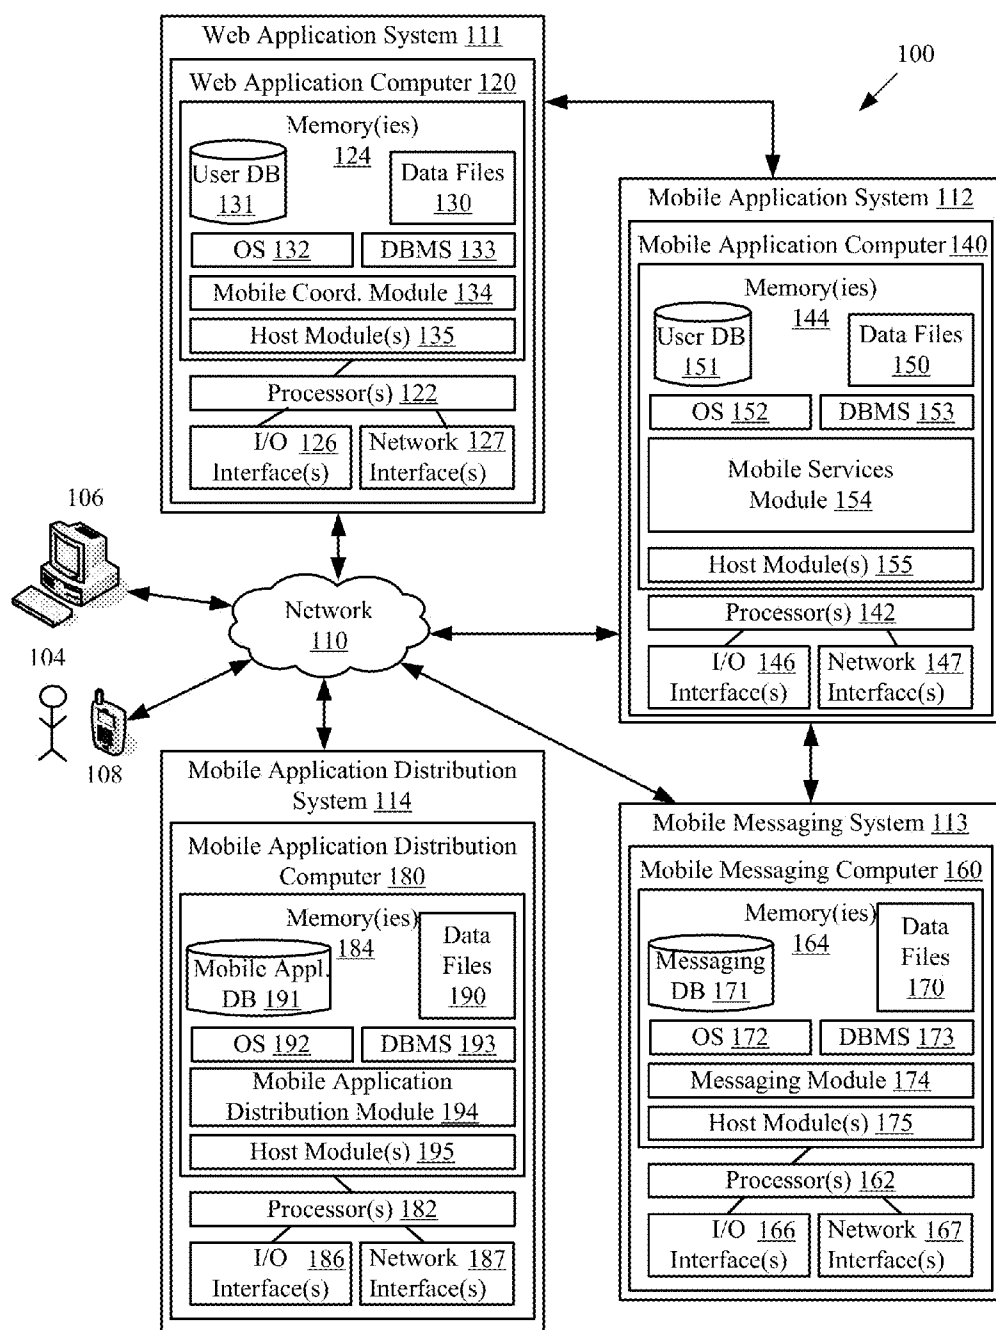 Web Application System 111
Web Application Computer 120
Memory(ies)
124
User DB
131
Data Files
130
OS 132
DBMS 133
Mobile Coord. Module 134
Host Module(s) 135
Processor(s) 122
I/O 126
Interface(s)
Network 127
Interface(s)
100
Mobile Application System 112
Mobile Application Computer 140
Memory(ies)
144
User DB
151
Data Files
150
OS 152
DBMS 153
Mobile Services
Module 154
Host Module(s) 155
Processor(s) 142
I/O 146
Interface(s)
Network 147
Interface(s)
106
Network
110
104
108
Mobile Application Distribution
System 114
Mobile Application Distribution
Computer 180
Memory(ies)
184
Mobile Appl.
DB 191
Data
Files
190
OS 192
DBMS 193
Mobile Application
Distribution Module 194
Host Module(s) 195
Processor(s) 182
I/O 186
Interface(s)
Network 187
Interface(s)
Mobile Messaging System 113
Mobile Messaging Computer 160
Memory(ies)
164
Messaging
DB 171
Data
Files
170
OS 172
DBMS 173
Messaging Module 174
Host Module(s) 175
Processor(s) 162
I/O 166
Interface(s)
Network 167
Interface(s)